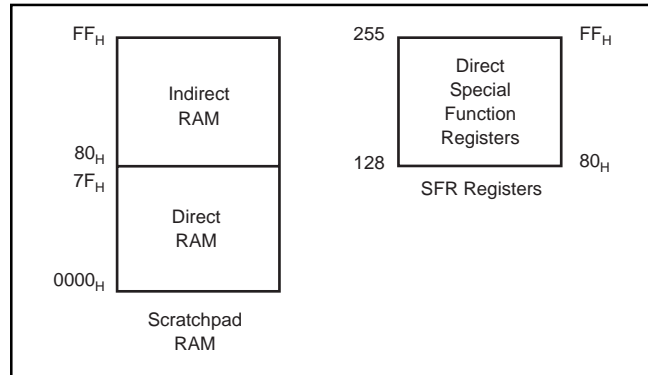 FFH
Indirect
RAM
80H
7FH
Direct
RAM
0000H
Scratchpad
RAM
255
FFH
Direct
Special
Function
Registers
128
80H
SFR Registers